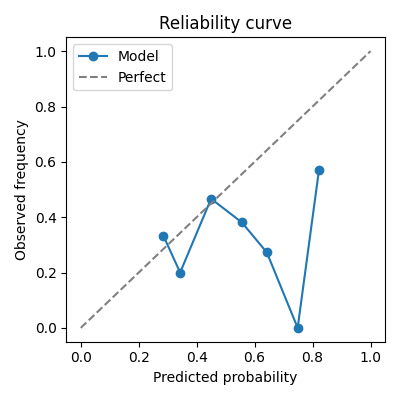 Reliability curve
Model
Perfect
Observed frequency
1.0
0.8
0.6
0.4
0.2
0.0
0.0 0.2 0.4 0.6 0.8 1.0
Predicted probability